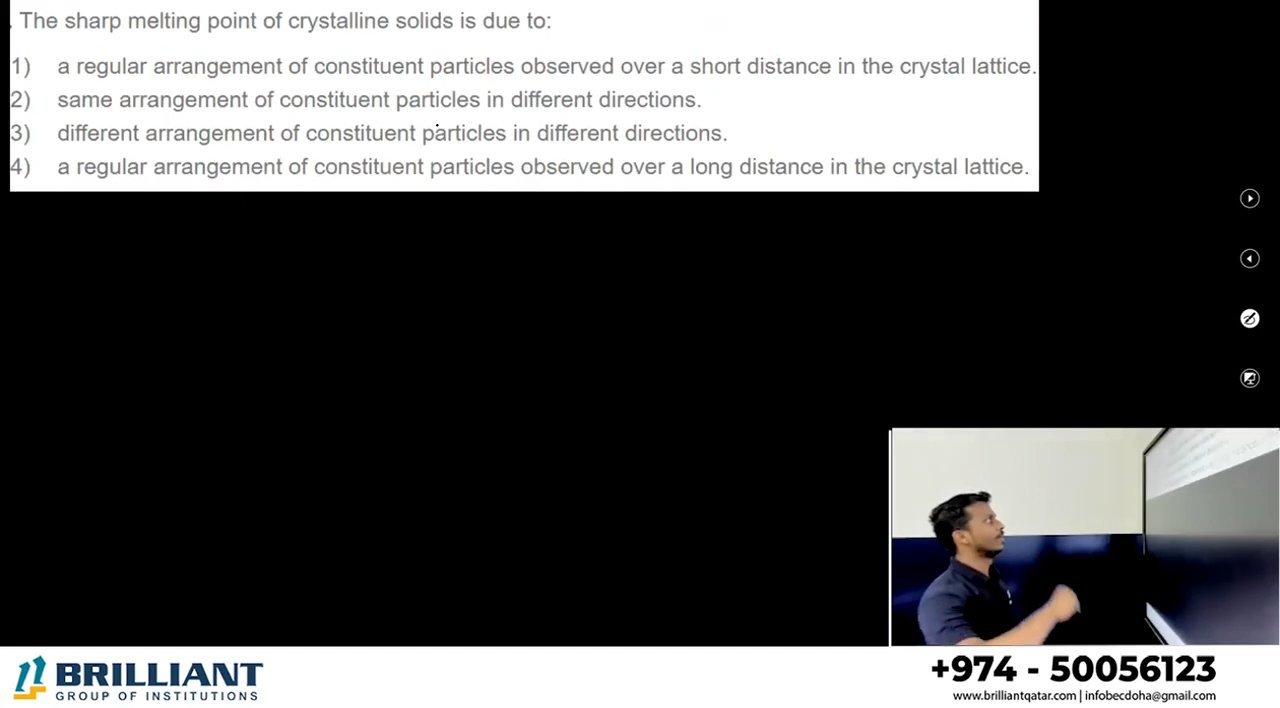 . The sharp melting point of crystalline solids is due to:
1) a regular arrangement of constituent particles observed over a short distance in the crystal lattice.
2) same arrangement of constituent particles in different directions.
3) different arrangement of constituent particles in different directions.
4) a regular arrangement of constituent particles observed over a long distance in the crystal lattice.
BRILLIANT
GROUP OF INSTITUTIONS
+974 - 50056123
www.brilliantqatar.com | infobecdoha@gmail.com